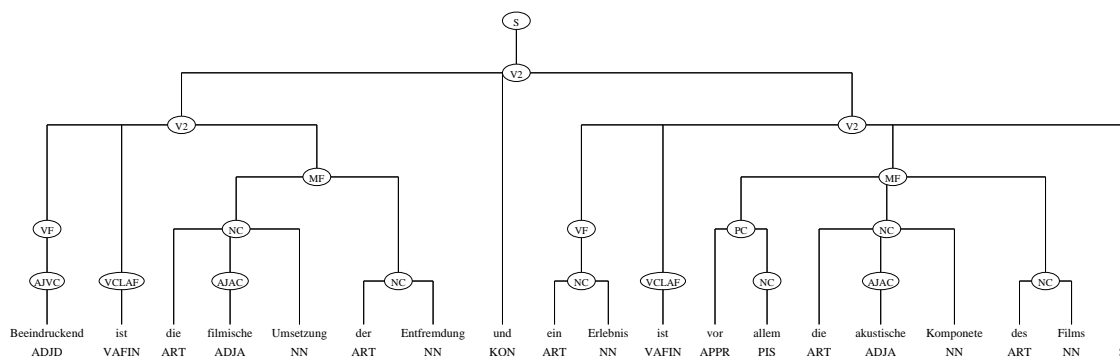 S
V2
V2 V2
MF MF
VF NC VF PC NC
AJVC VCLAF AJAC NC NC VCLAF NC AJAC NC
Beeindruckend ist die filmische Umsetzung der Entfremdung und ein Erlebnis ist vor allem die akustische Komponete des Films
ADJD VAFIN ART ADJA NN ART NN KON ART NN VAFIN APPR PIS ART ADJA NN ART NN